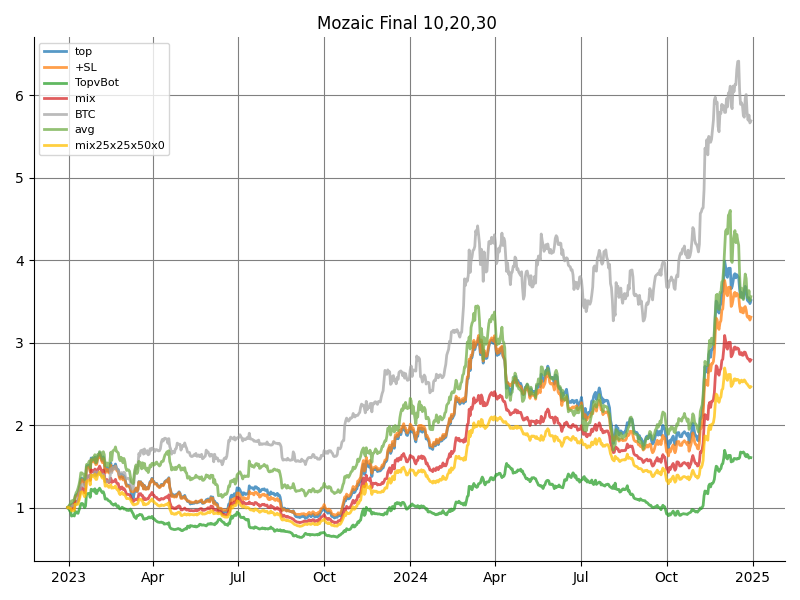 Mozaic Final 10,20,30
top
+SL
TopvBot
mix
BTC
avg
mix25x25x50x0
6
5
4
3
2
1
2023 Apr Jul Oct 2024 Apr Jul Oct 2025